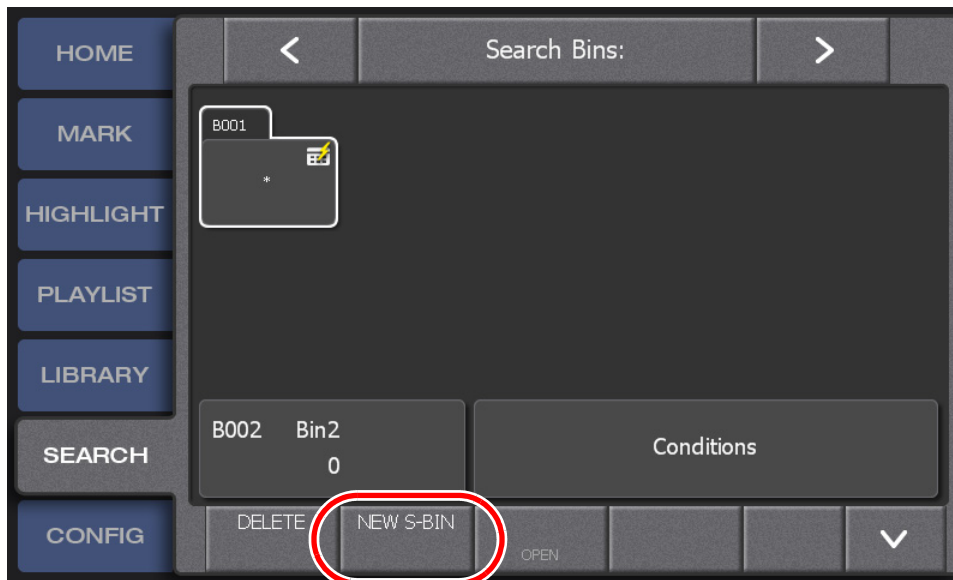 HOME
MARK
HIGHLIGHT
PLAYLIST
LIBRARY
SEARCH
CONFIG
< Search Bins: >
B001
*
B002 Bin2
0
Conditions
DELETE NEW S-BIN
OPEN